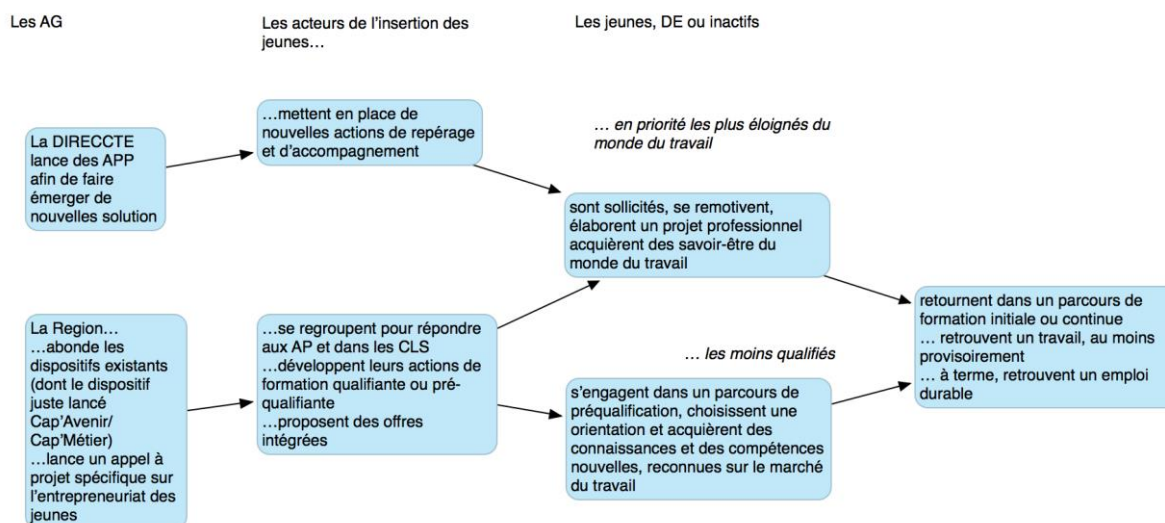 Les AG
Les acteurs de l'insertion des
jeunes…
Les jeunes, DE ou inactifs
La DIRECCTE
lance des APP
afin de faire
émerger de
nouvelles solution
…mettent en place de
nouvelles actions de repérage
et d'accompagnement
… en priorité les plus éloignés du
monde du travail
sont sollicités, se remotivent,
élaborent un projet professionnel
acquièrent des savoir-être du
monde du travail
La Region…
…abonde les
dispositifs existants
(dont le dispositif
juste lancé
Cap'Avenir/
Cap'Métier)
…lance un appel à
projet spécifique sur
l'entrepreneuriat des
jeunes
…se regroupent pour répondre
aux AP et dans les CLS
…développent leurs actions de
formation qualifiante ou pré-
qualifiante
…proposent des offres
intégrées
… les moins qualifiés
s'engagent dans un parcours de
préqualification, choisissent une
orientation et acquièrent des
connaissances et des compétences
nouvelles, reconnues sur le marché
du travail
retournent dans un parcours de
formation initiale ou continue
… retrouvent un travail, au moins
provisoirement
… à terme, retrouvent un emploi
durable